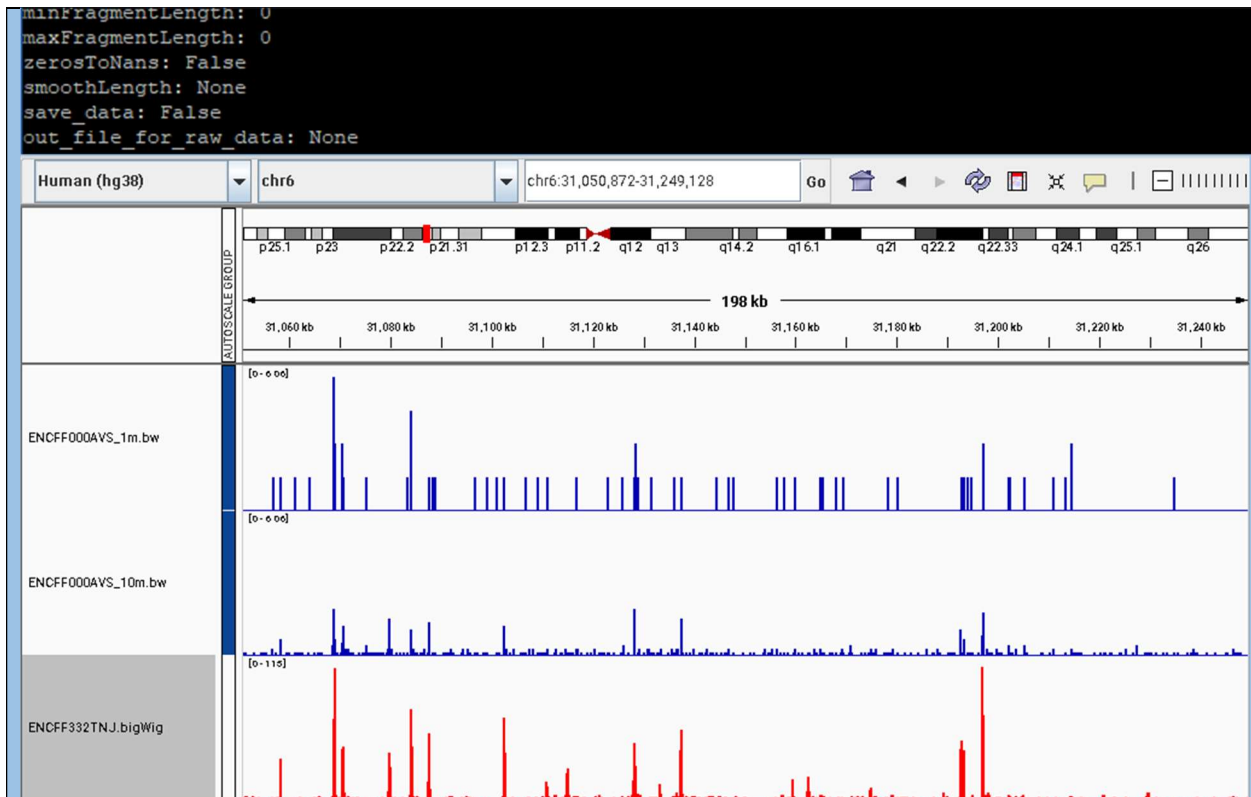 minFragmentLength: 0
maxFragmentLength: 0
zerosToNans: False
smoothLength: None
save_data: False
out_file_for_raw_data: None
Human (hg38) chr6 chr6:31,050,872-31,249,128 Go
p25.1 p23 p22.2 p21.31 p12.3 p11.2 q12 q13 q14.2 q16.1 q21 q22.2 q22.33 q24.1 q25.1 q26
AUTOSCALE GROUP
198 kb
31,060 kb 31,080 kb 31,100 kb 31,120 kb 31,140 kb 31,160 kb 31,180 kb 31,200 kb 31,220 kb 31,240 kb
[0-606]
ENCFF000AVS_1m.bw
[0-606]
ENCFF000AVS_10m.bw
[0-115]
ENCFF332TNJ.bigWig